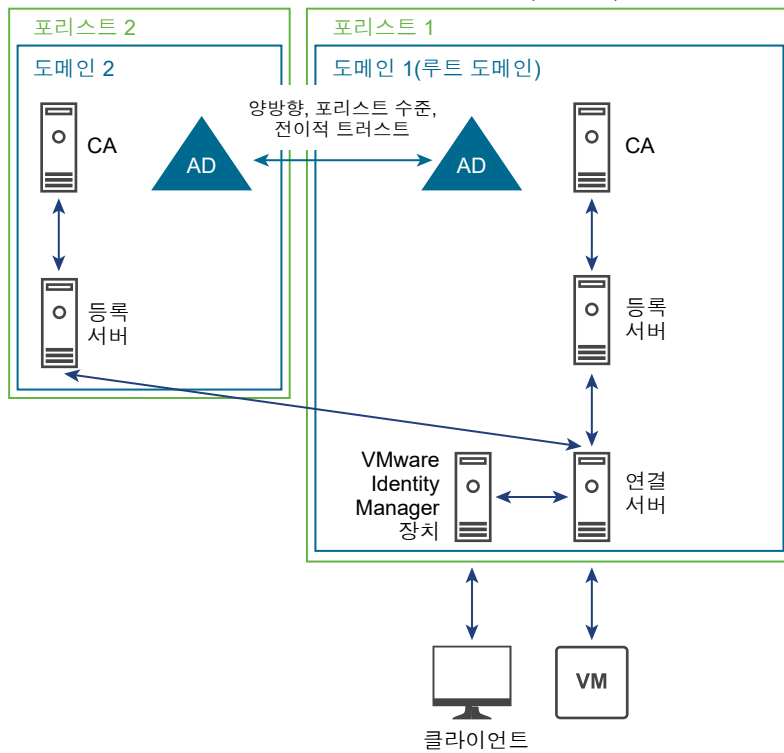 포리스트 2
포리스트 1
도메인 2
도메인 1(루트 도메인)
양방향, 포리스트 수준,
전이적 트러스트
CA
AD
AD
CA
등록
서버
등록
서버
VMware
Identity
Manager
장치
연결
서버
VM
클라이언트